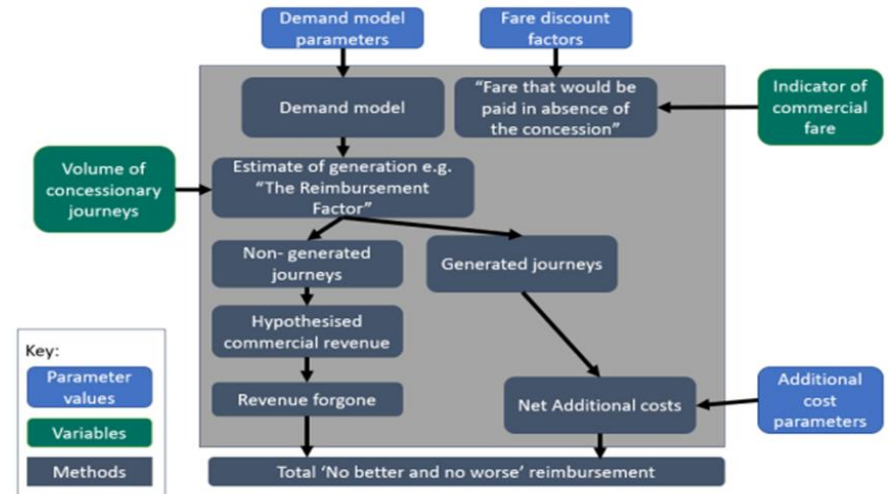 Demand model
parameters
Fare discount
factors
Demand model
“Fare that would be
paid in absence of
the concession”
Indicator of
commercial
fare
Volume of
concessionary
journeys
Estimate of generation e.g.
“The Reimbursement
Factor”
Non- generated
journeys
Generated journeys
Hypothesised
commercial revenue
Revenue forgone
Net Additional costs
Additional
cost
parameters
Total ‘No better and no worse’ reimbursement
Key:
Parameter
values
Variables
Methods